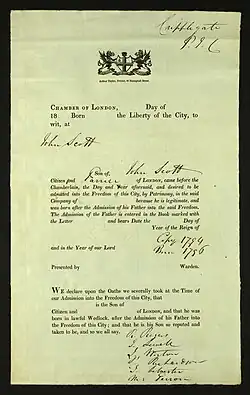 Cripplegate
CHAMBER OF LONDON, Day of
18 Born the Liberty of the City, to
wit, at
John Scott
Son of John Scott
Citizen and Farrier of LONDON, came before the
Chamberlain, the Day and Year aforesaid, and desired to be
admitted into the Freedom of this City, by Patrimony, in the said
Company of because he is legitimate, and
was born after the Admission of his Father into the said Freedom.
The Admission of the Father is entered in the Book marked with
the Letter and bears Date the Day of
Year of the Reign of
1754
and in the Year of our Lord 1756
Presented by Warden.
WE declare upon the Oaths we severally took at the Time of
our Admission into the Freedom of this City, that
is the Son of
Citizen and of LONDON, and that he was
born in lawful Wedlock, after the Admission of his Father into
the Freedom of this City; and that he is his Son so reputed and
taken to be, and so we all say.
Rogers
Sewell
Richardson